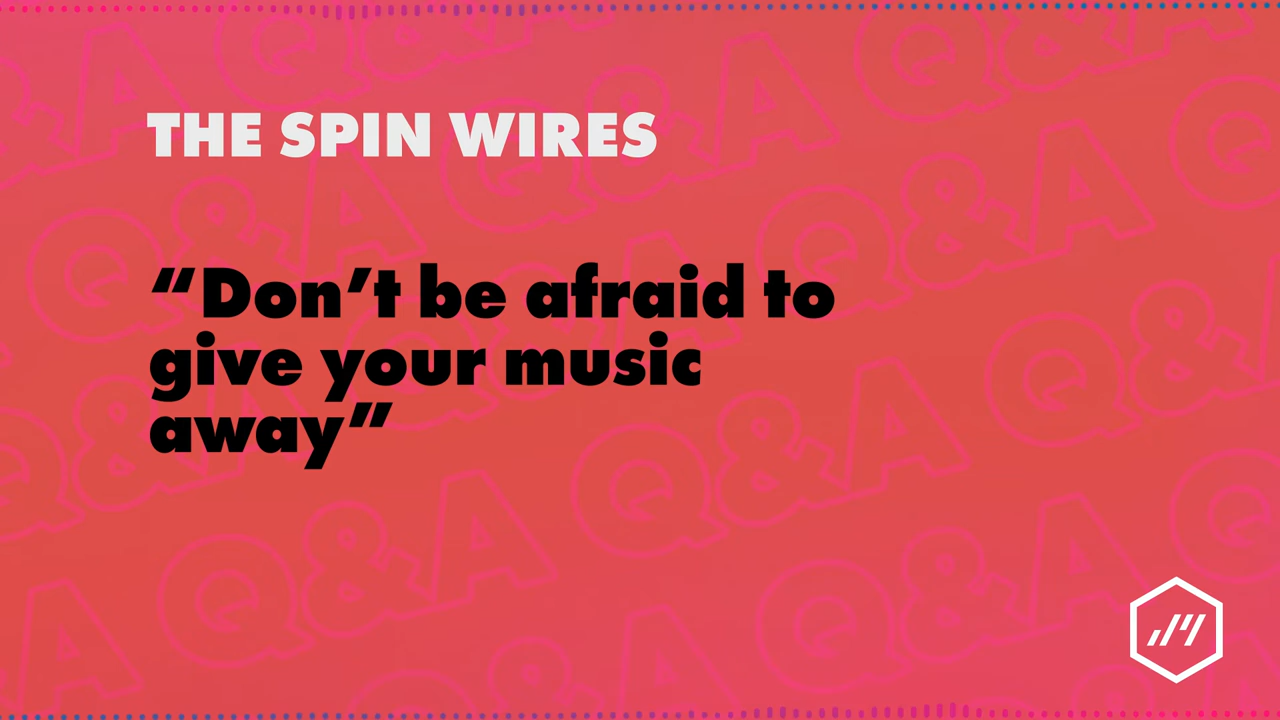 THE SPIN WIRES
“Don’t be afraid to
give your music
away”
Q&A